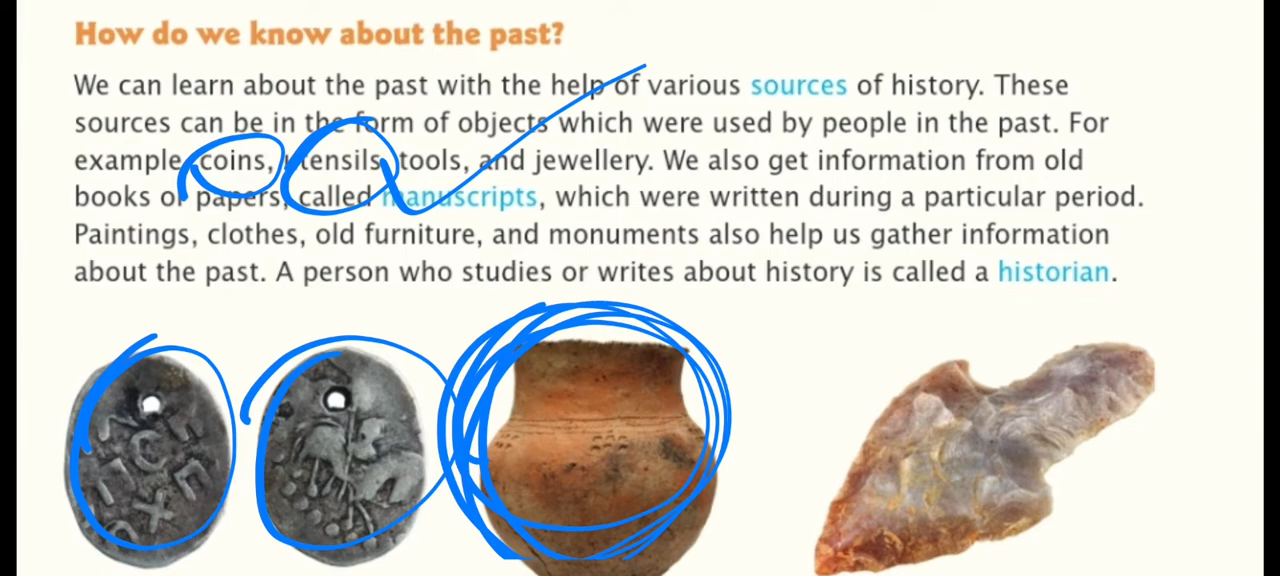 How do we know about the past?
We can learn about the past with the help of various sources of history. These
sources can be in the form of objects which were used by people in the past. For
example, coins, utensils, tools, and jewellery. We also get information from old
books or papers, called manuscripts, which were written during a particular period.
Paintings, clothes, old furniture, and monuments also help us gather information
about the past. A person who studies or writes about history is called a historian.